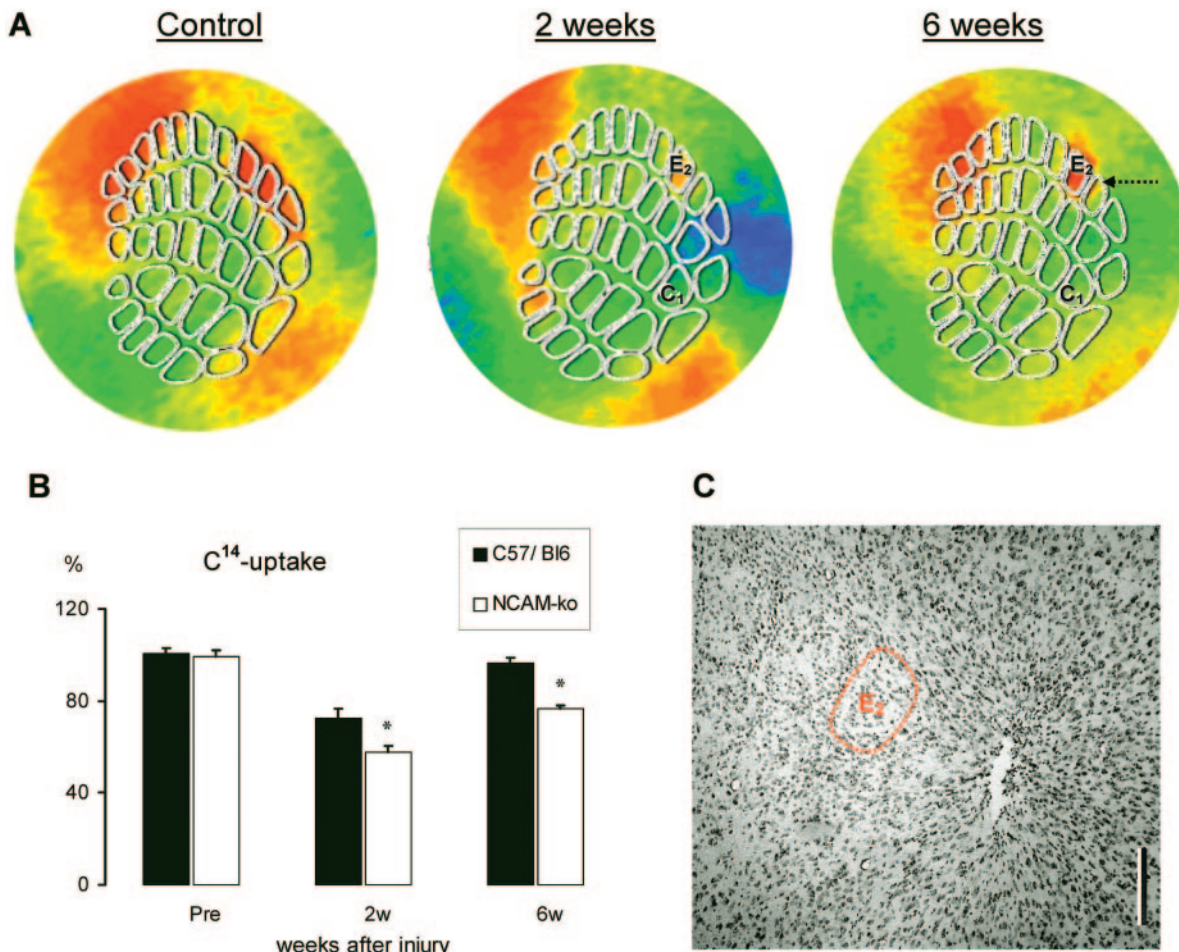 A
Control
2 weeks
6 weeks
E2
C1
E2
C1
B
C14-uptake
%
C57/ Bl6
NCAM-ko
120
80
40
0
*
*
Pre
2w
6w
weeks after injury
C
E2